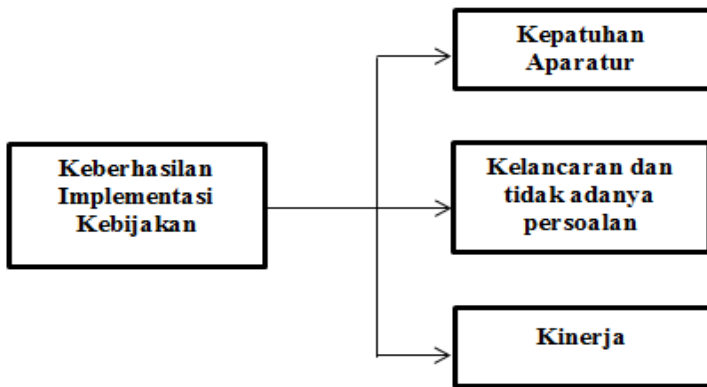 Kepatuhan
Aparatur
Keberhasilan
Implementasi
Kebijakan
Kelancaran dan
tidak adanya
persoalan
Kinerja